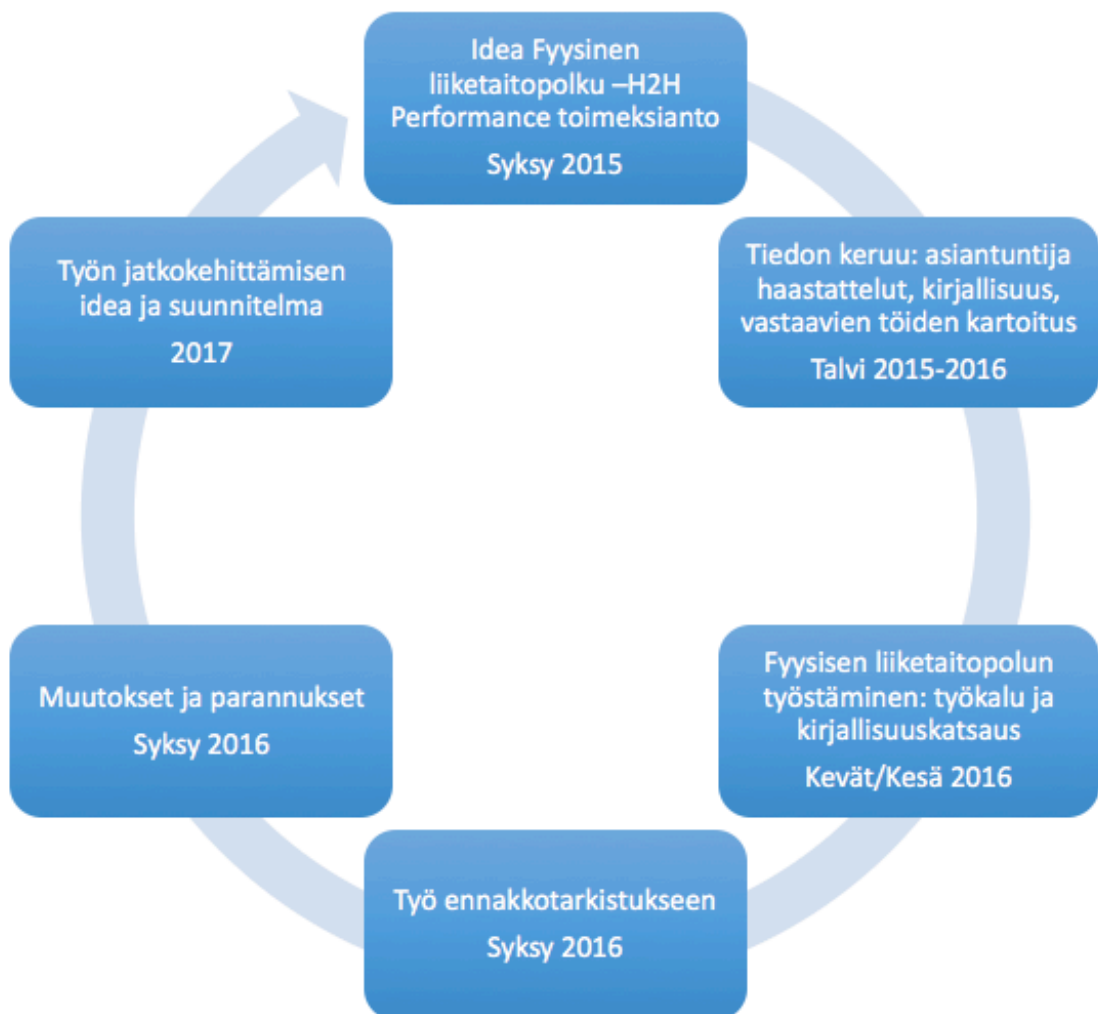 Idea Fyysinen
liiketaitopolku –H2H
Performance toimeksianto
Syksy 2015
Tiedon keruu: asiantuntija
haastattelut, kirjallisuus,
vastaavien töiden kartoitus
Talvi 2015-2016
Fyysisen liiketaitopolun
työstäminen: työkalu ja
kirjallisuuskatsaus
Kevät/Kesä 2016
Työ ennakkotarkistukseen
Syksy 2016
Muutokset ja parannukset
Syksy 2016
Työn jatkokehittämisen
idea ja suunnitelma
2017